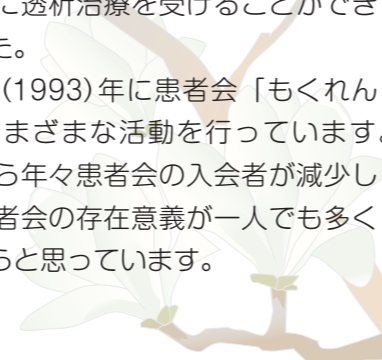 に透析治療を受けることができ
た。
(1993)年に患者会「もくれん
まざまな活動を行っています。
ら年々患者会の入会者が減少し
者会の存在意義が一人でも多く
うと思っています。